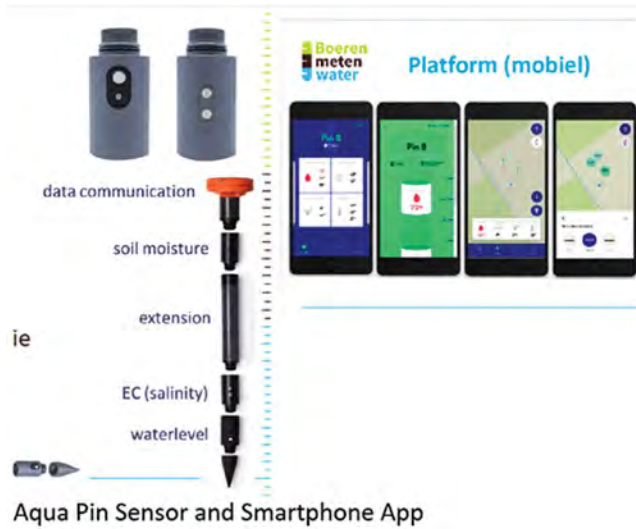 Boeren
meten
water
Platform (mobiel)
data communication
soil moisture
extension
ie
EC (salinity)
waterlevel
Pin 8
Pin 8
Aqua Pin Sensor and Smartphone App